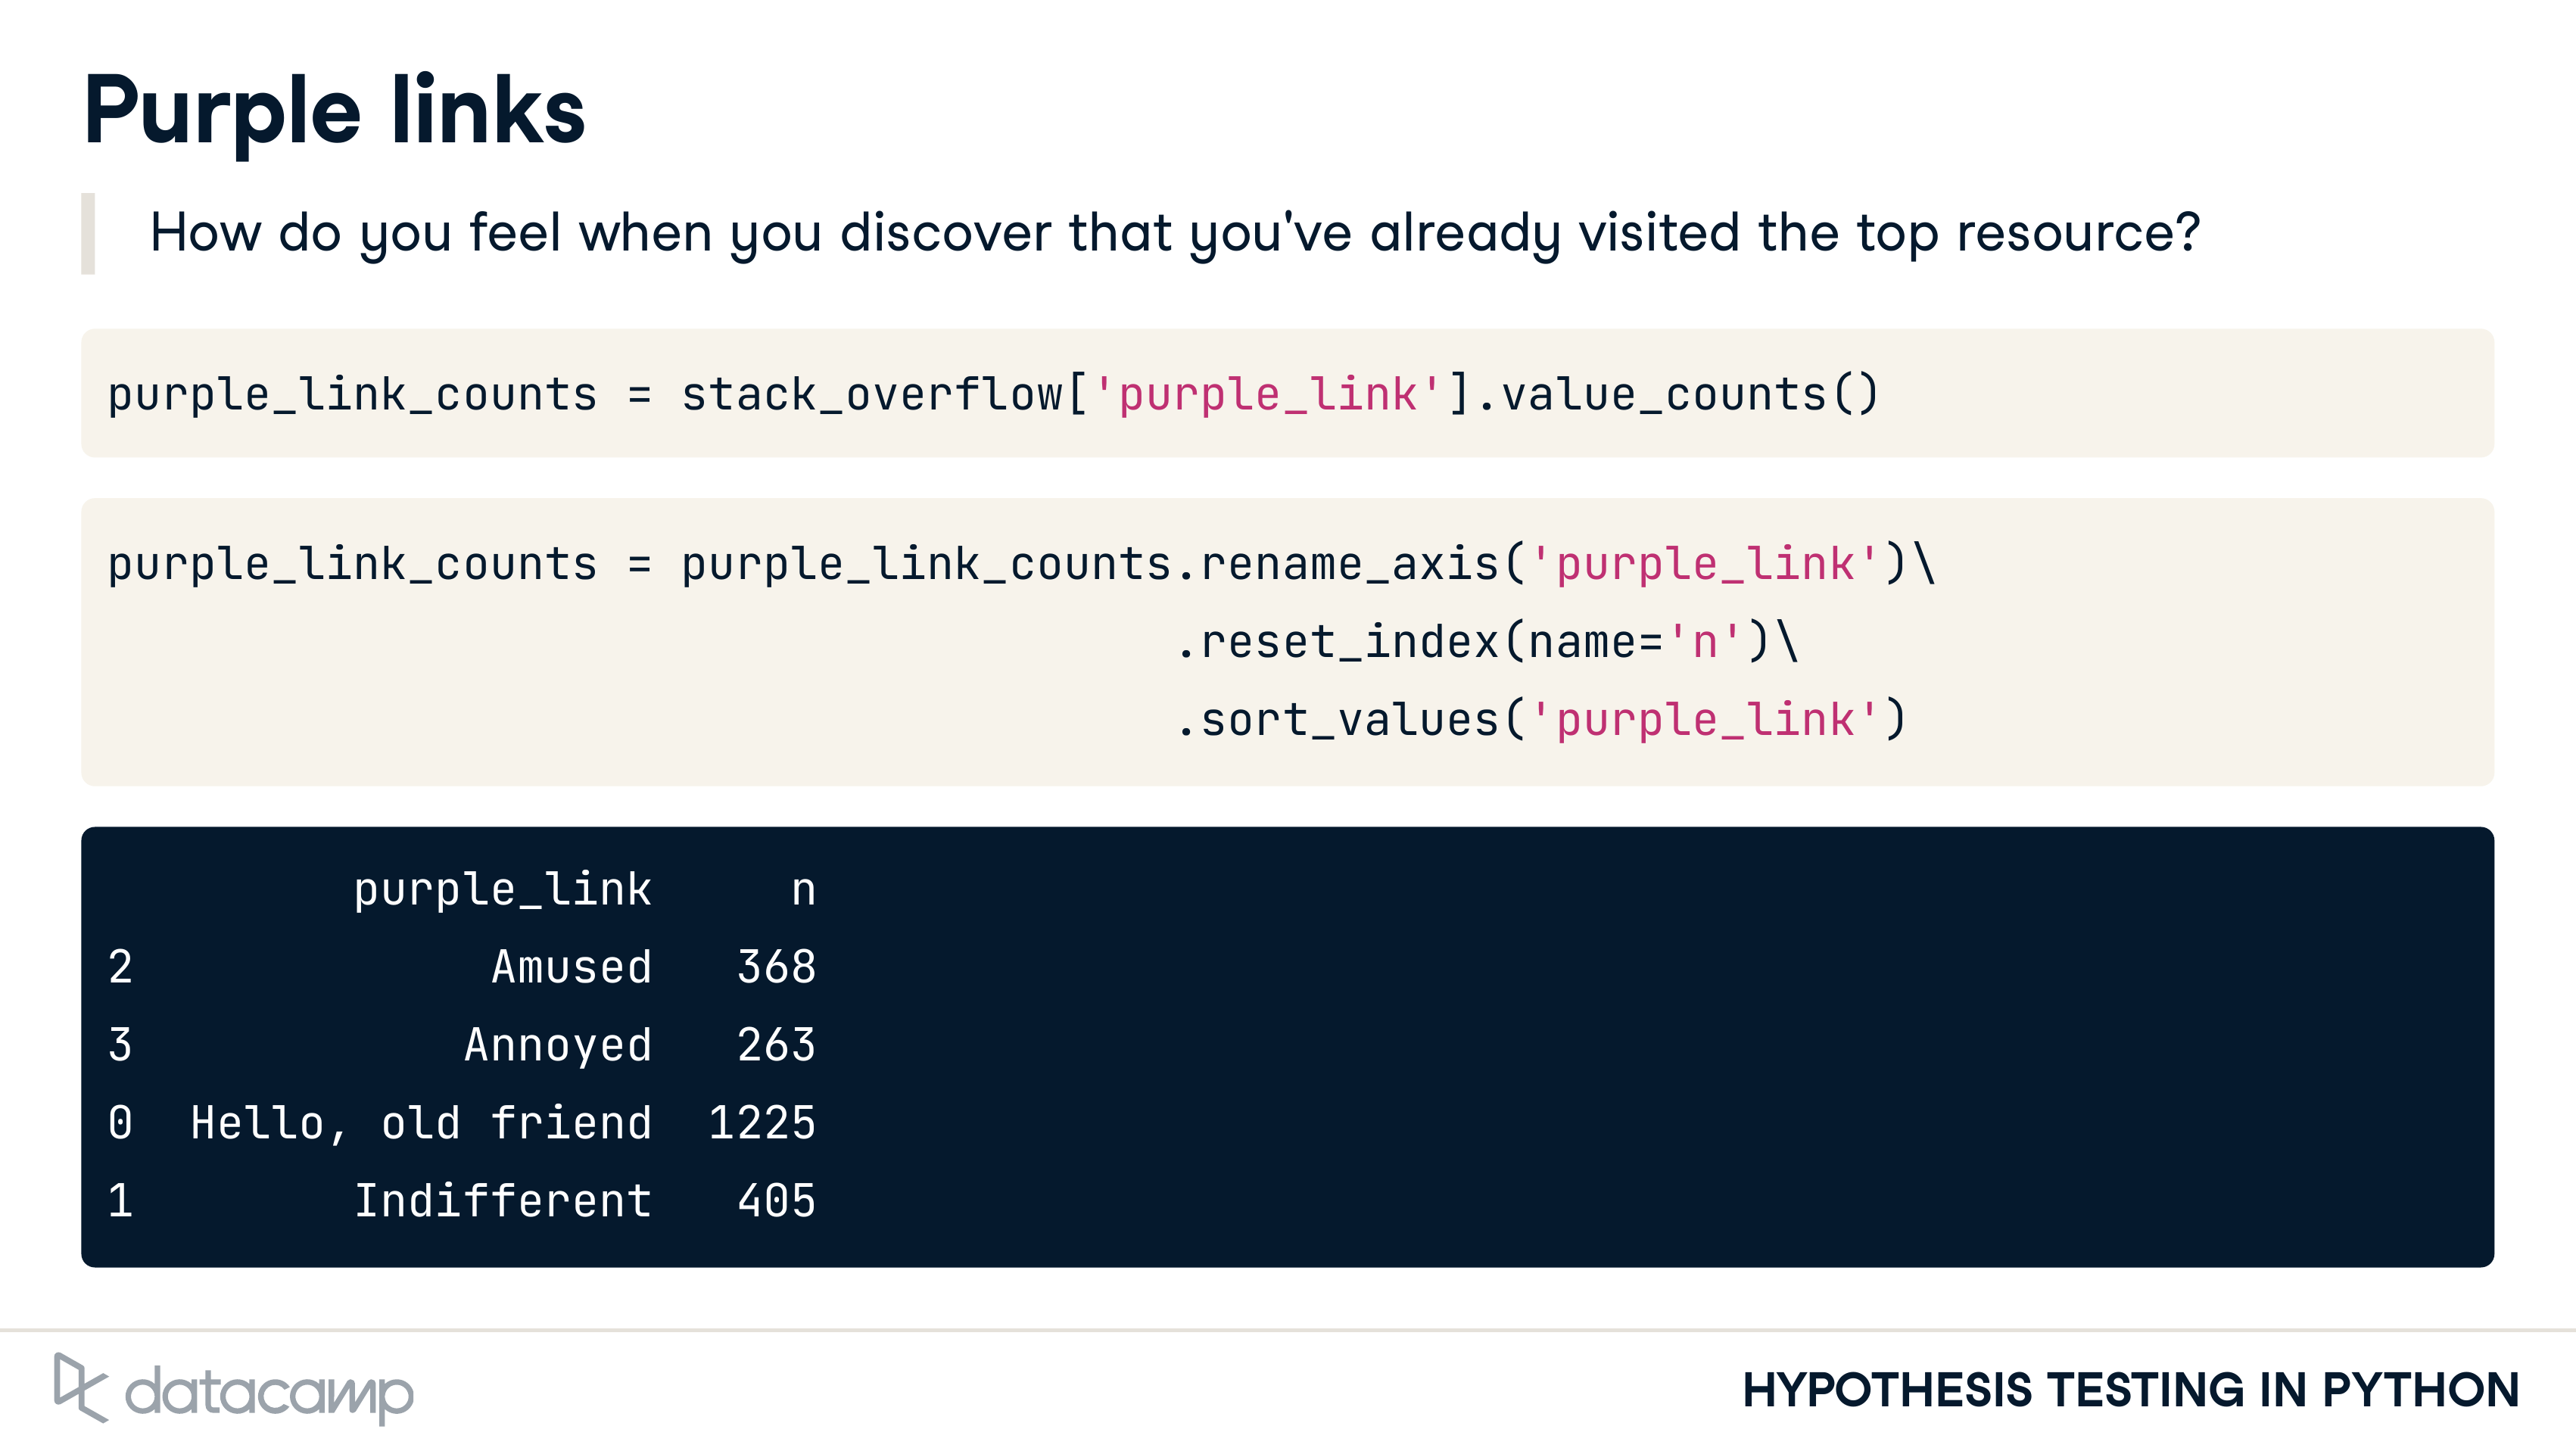 Purple links
How do you feel when you discover that you've already visited the top resource?
purple_link_counts = stack_overflow['purple_link'].value_counts()
purple_link_counts = purple_link_counts.rename_axis('purple_link')\
.reset_index(name='n')\
.sort_values('purple_link')
purple_link n
2 Amused 368
3 Annoyed 263
0 Hello, old friend 1225
1 Indifferent 405
datacamp
HYPOTHESIS TESTING IN PYTHON